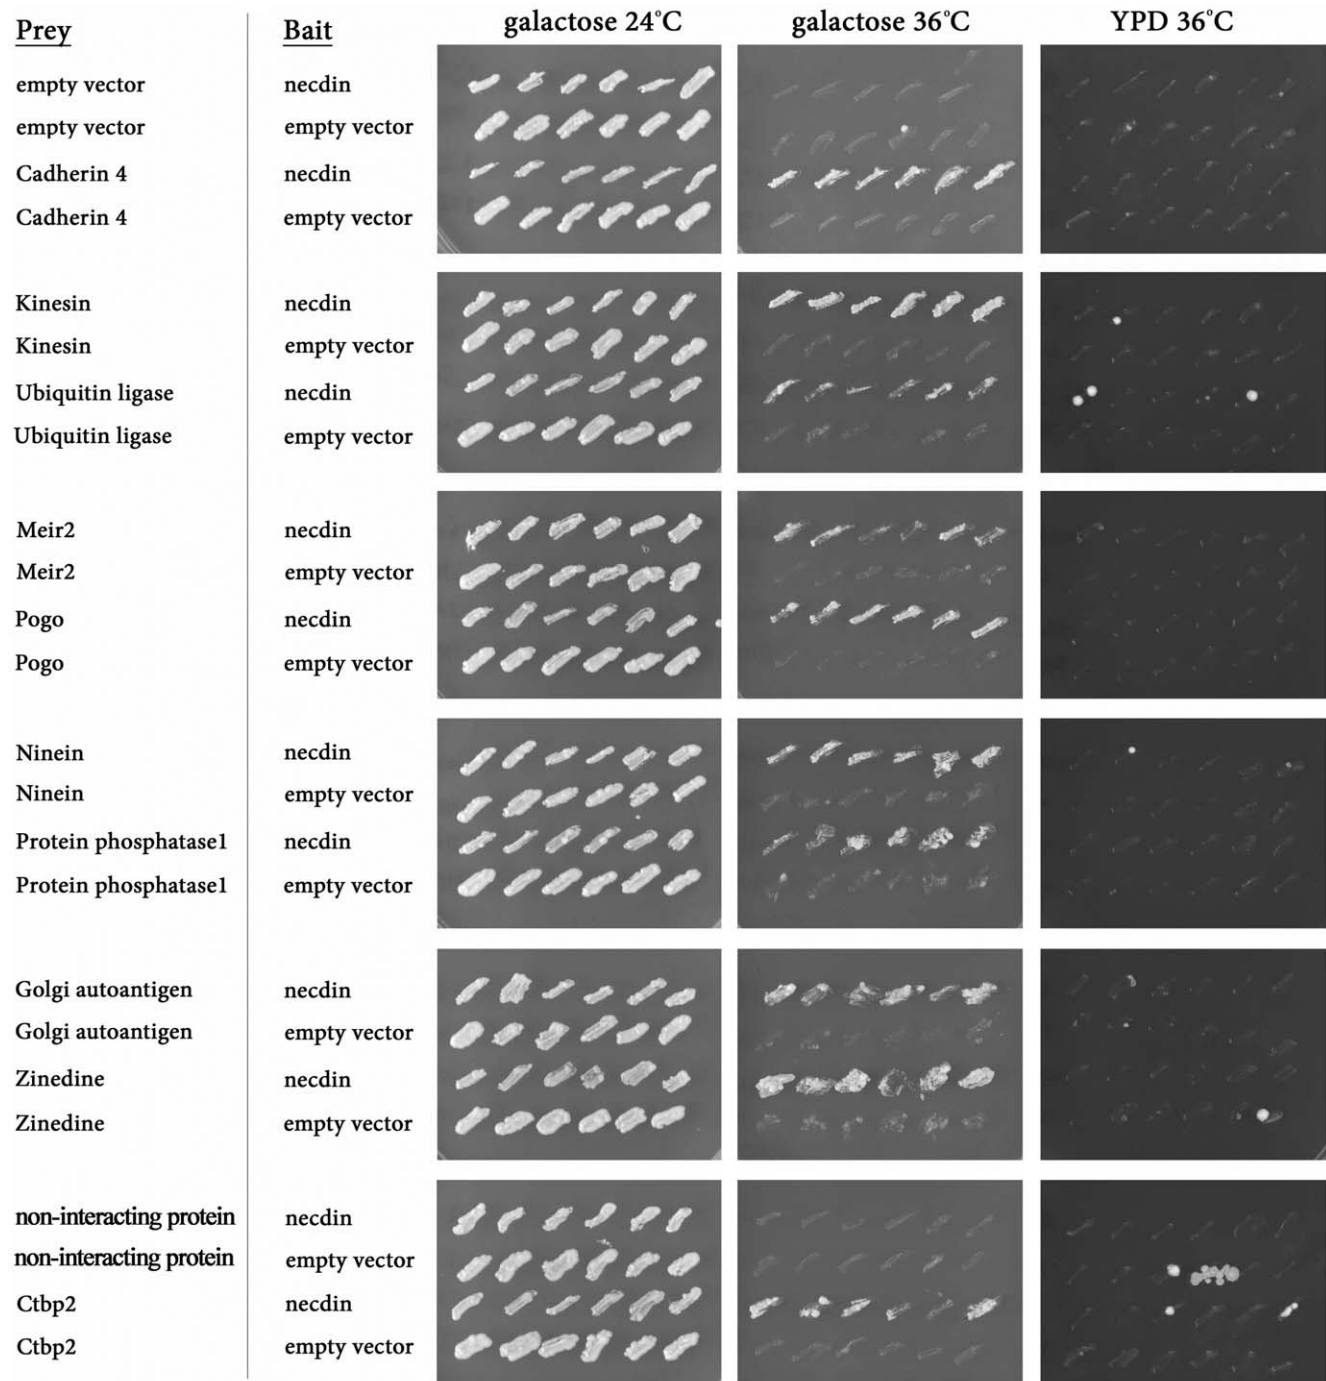 Prey Bait galactose 24°C galactose 36°C YPD 36°C
empty vector necdin
empty vector empty vector
Cadherin 4 necdin
Cadherin 4 empty vector
Kinesin necdin
Kinesin empty vector
Ubiquitin ligase necdin
Ubiquitin ligase empty vector
Meir2 necdin
Meir2 empty vector
Pogo necdin
Pogo empty vector
Ninein necdin
Ninein empty vector
Protein phosphatase1 necdin
Protein phosphatase1 empty vector
Golgi autoantigen necdin
Golgi autoantigen empty vector
Zinedine necdin
Zinedine empty vector
non-interacting protein necdin
non-interacting protein empty vector
Ctbp2 necdin
Ctbp2 empty vector